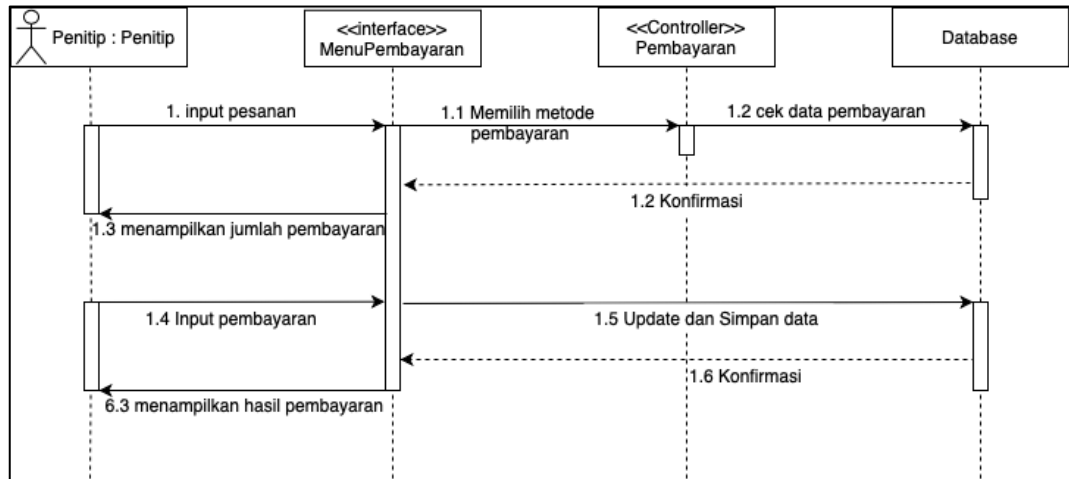 Penitip : Penitip
<<interface>>
MenuPembayaran
<<Controller>>
Pembayaran
Database
1. input pesanan
1.1 Memilih metode
pembayaran
1.2 cek data pembayaran
1.2 Konfirmasi
1.3 menampilkan jumlah pembayaran
1.4 Input pembayaran
1.5 Update dan Simpan data
1.6 Konfirmasi
6.3 menampilkan hasil pembayaran